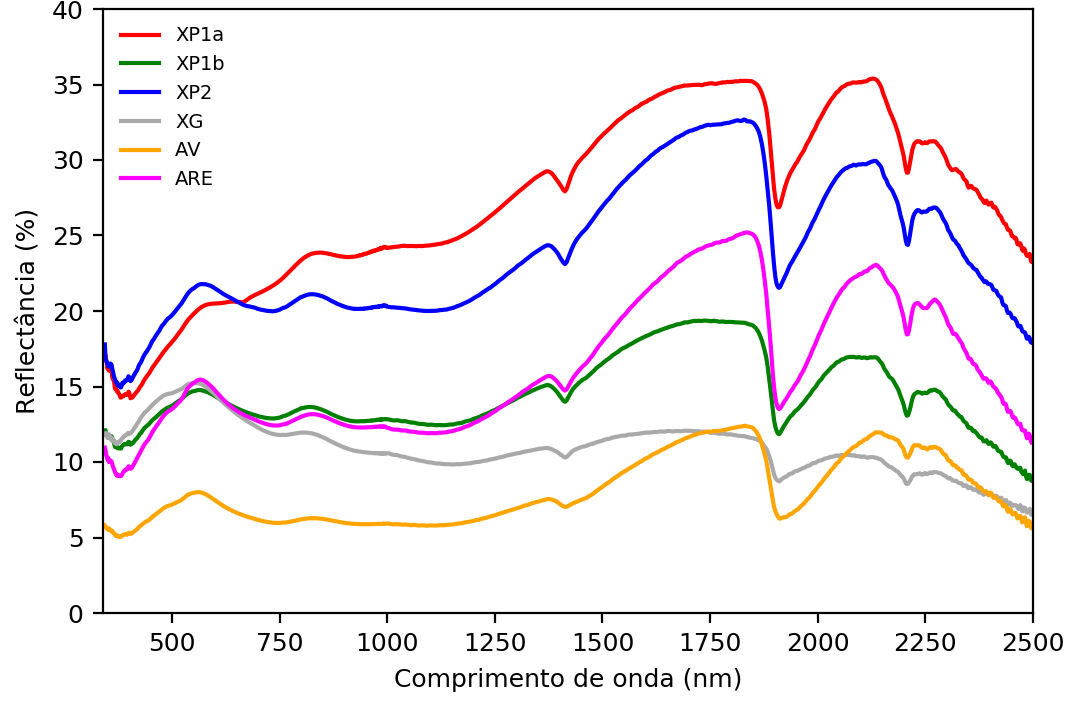 40
35
30
25
20
15
10
5
0
Reflectância (%)
XP1a
XP1b
XP2
XG
AV
ARE
500 750 1000 1250 1500 1750 2000 2250 2500
Comprimento de onda (nm)